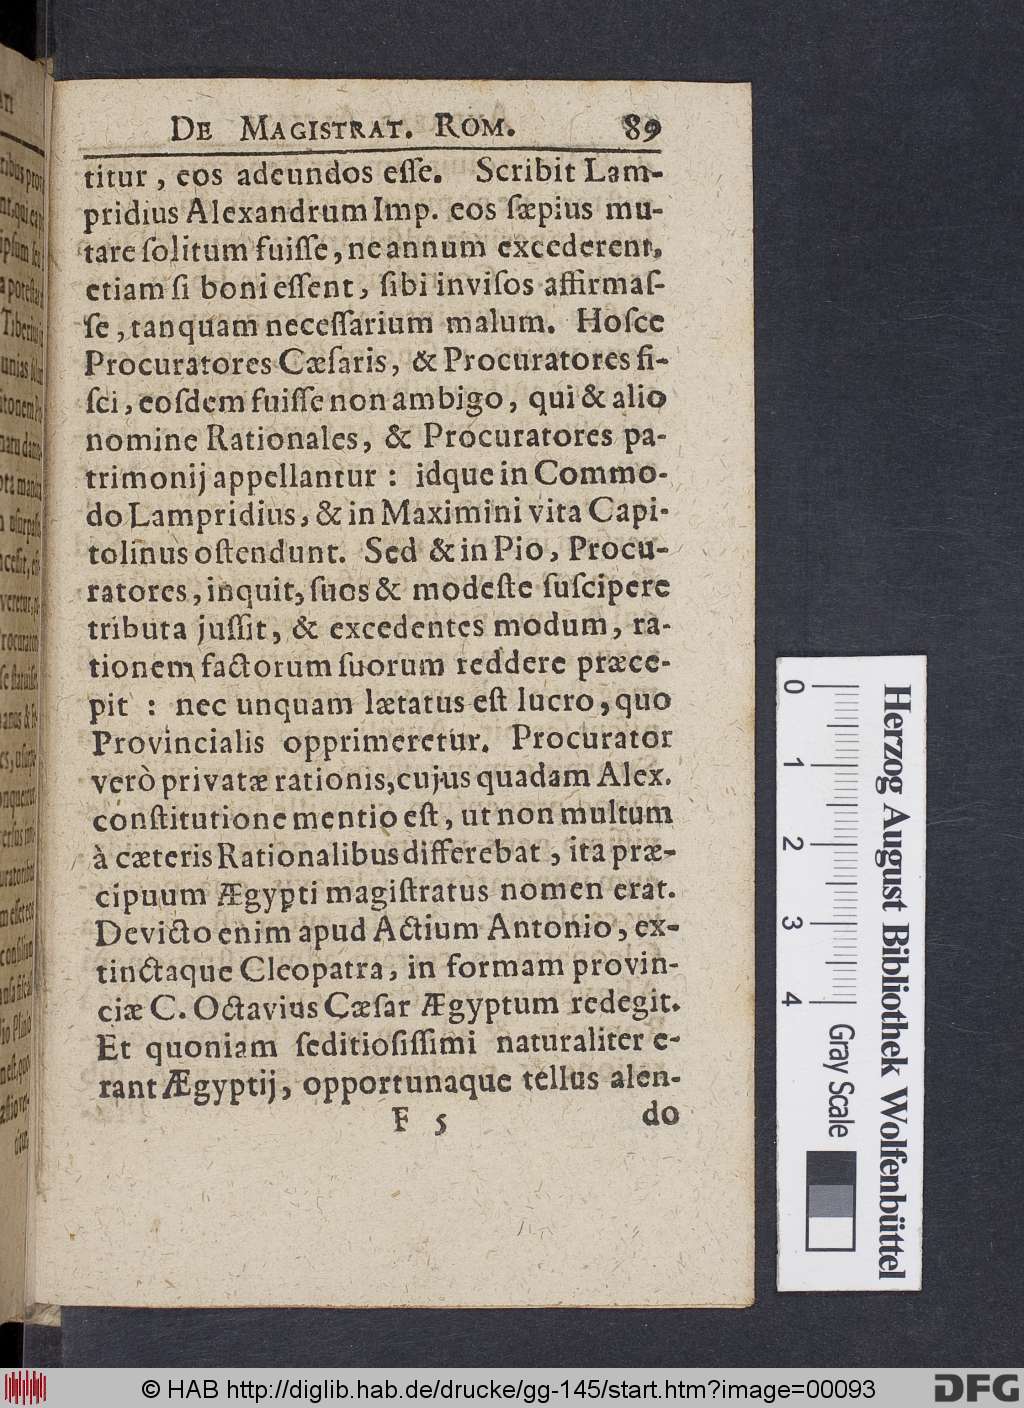 DE MAGISTRAT. ROM. 89
titur, eos adeundos eſſe. Scribit Lam-
pridius Alexandrum Imp. eos ſæpius mu-
tare ſolitum fuiſſe, ne annum excederent,
etiam ſi boni eſſent, ſibi inviſos affirmaſ-
ſe, tanquam neceſſarium malum. Hoſce
Procuratores Cæſaris, & Procuratores fi-
ſci, eoſdem fuiſſe non ambigo, qui & alio
nomine Rationales, & Procuratores pa-
trimonij appellantur : idque in Commo-
do Lampridius, & in Maximini vita Capi-
tolinus oſtendunt. Sed & in Pio, Procu-
ratores, inquit, ſuos & modeſte ſuſcipere
tributa juſſit, & excedentes modum, ra-
tionem factorum ſuorum reddere præce-
pit : nec unquam lætatus eſt lucro, quo
Provincialis opprimeretur. Procurator
verò privatæ rationis, cujus quadam Alex.
conſtitutione mentio eſt, ut non multum
à cæteris Rationalibus differebat, ita præ-
cipuum Ægypti magiſtratus nomen erat.
Devicto enim apud Actium Antonio, ex-
tinctaque Cleopatra, in formam provin-
ciæ C. Octavius Cæſar Ægyptum redegit.
Et quoniam ſeditioſiſſimi naturaliter e-
rant Ægyptij, opportunaque tellus alen-
F 5 do
0 1 2 3 4 Gray Scale
Herzog August Bibliothek Wolfenbüttel
© HAB http://diglib.hab.de/drucke/gg-145/start.htm?image=00093 DFG